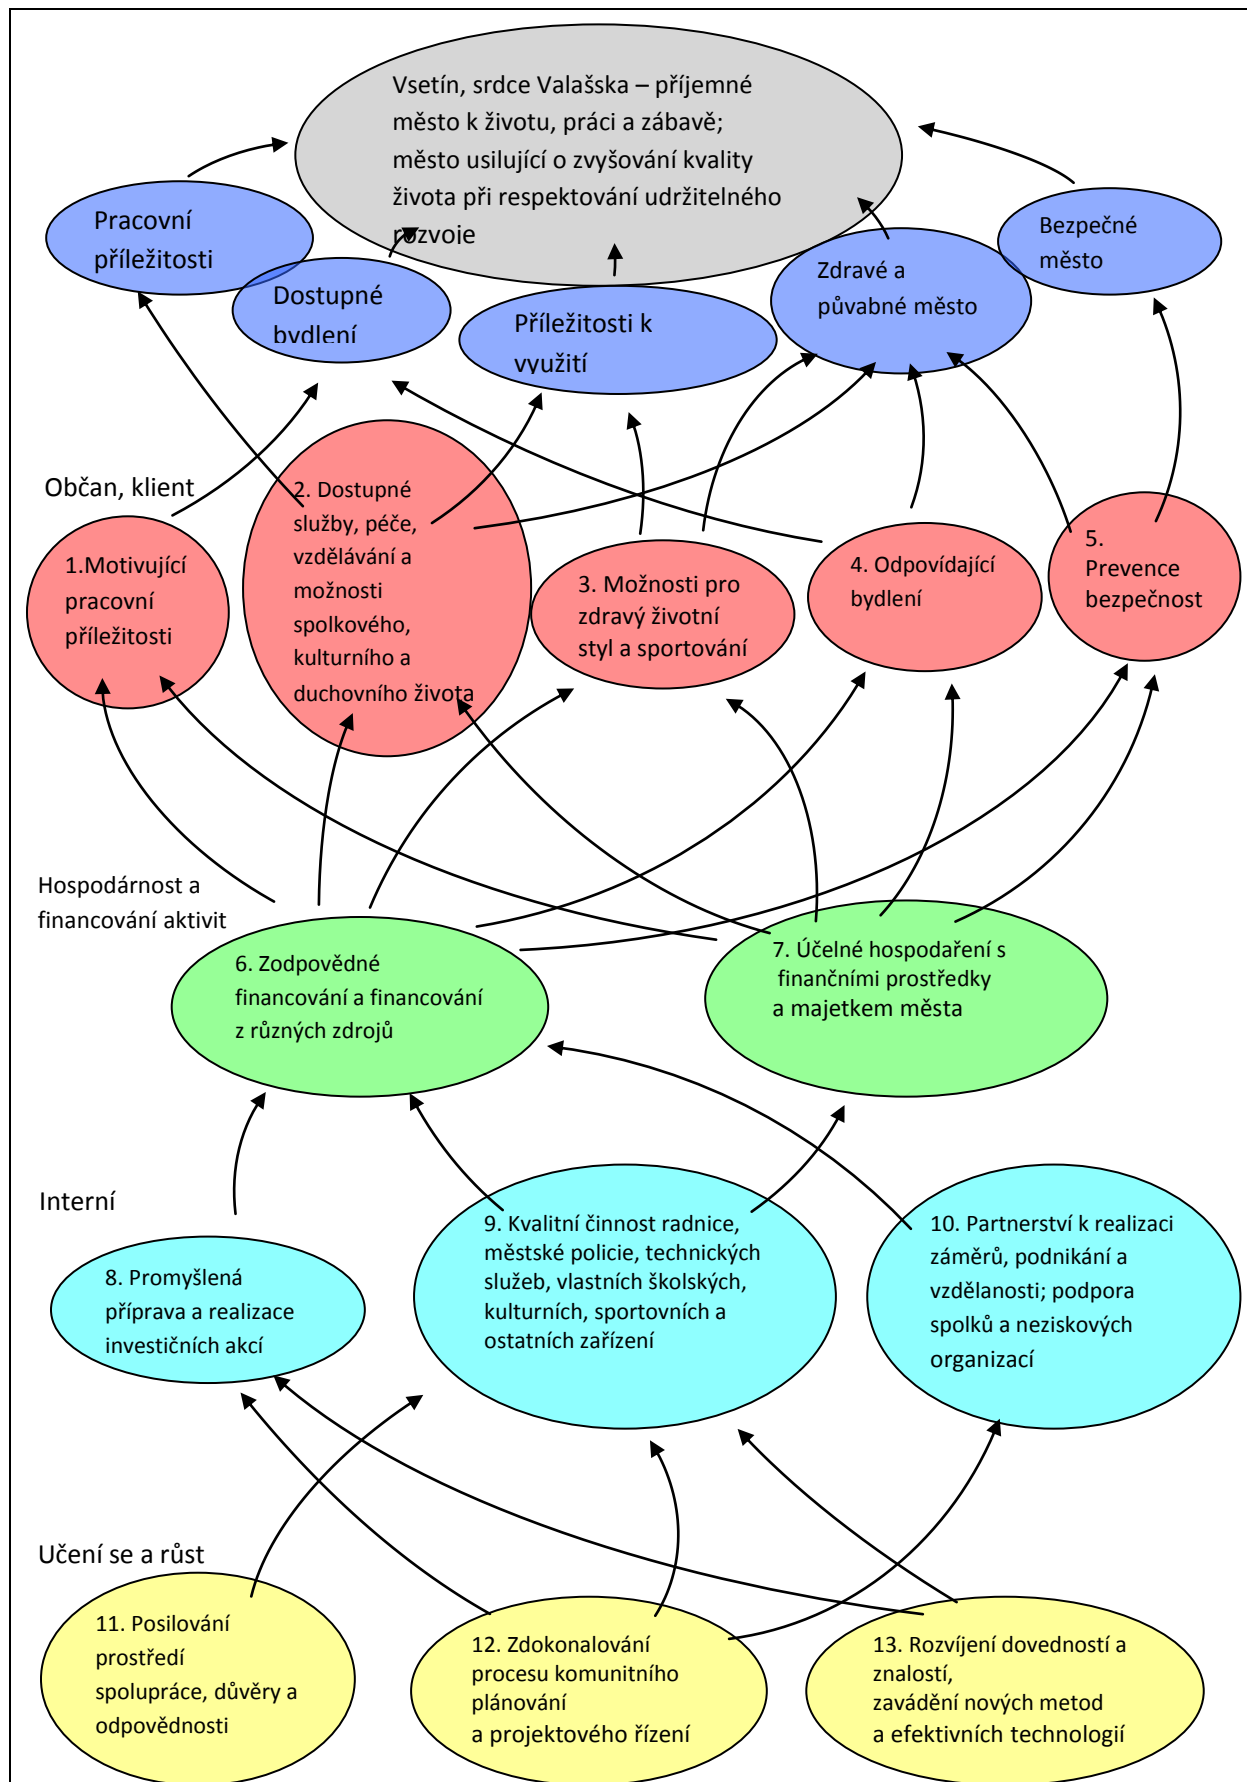 Vsetín, srdce Valašska – příjemné
město k životu, práci a zábavě;
město usilující o zvyšování kvality
života při respektování udržitelného
rozvoje
Pracovní
příležitosti
Dostupné
bydlení
Příležitosti k
využití
Zdravé a
půvabné město
Bezpečné
město
Občan, klient
1.Motivující
pracovní
příležitosti
2. Dostupné
služby, péče,
vzdělávání a
možnosti
spolkového,
kulturního a
duchovního života
3. Možnosti pro
zdravý životní
styl a sportování
4. Odpovídající
bydlení
5.
Prevence
bezpečnost
Hospodárnost a
financování aktivit
6. Zodpovědné
financování a financování
z různých zdrojů
7. Účelné hospodaření s
finančními prostředky
a majetkem města
Interní
8. Promyšlená
příprava a realizace
investičních akcí
9. Kvalitní činnost radnice,
městské policie, technických
služeb, vlastních školských,
kulturních, sportovních a
ostatních zařízení
10. Partnerství k realizaci
záměrů, podnikání a
vzdělanosti; podpora
spolků a neziskových
organizací
Učení se a růst
11. Posilování
prostředí
spolupráce, důvěry a
odpovědnosti
12. Zdokonalování
procesu komunitního
plánování
a projektového řízení
13. Rozvíjení dovedností a
znalostí,
zavádění nových metod
a efektivních technologií